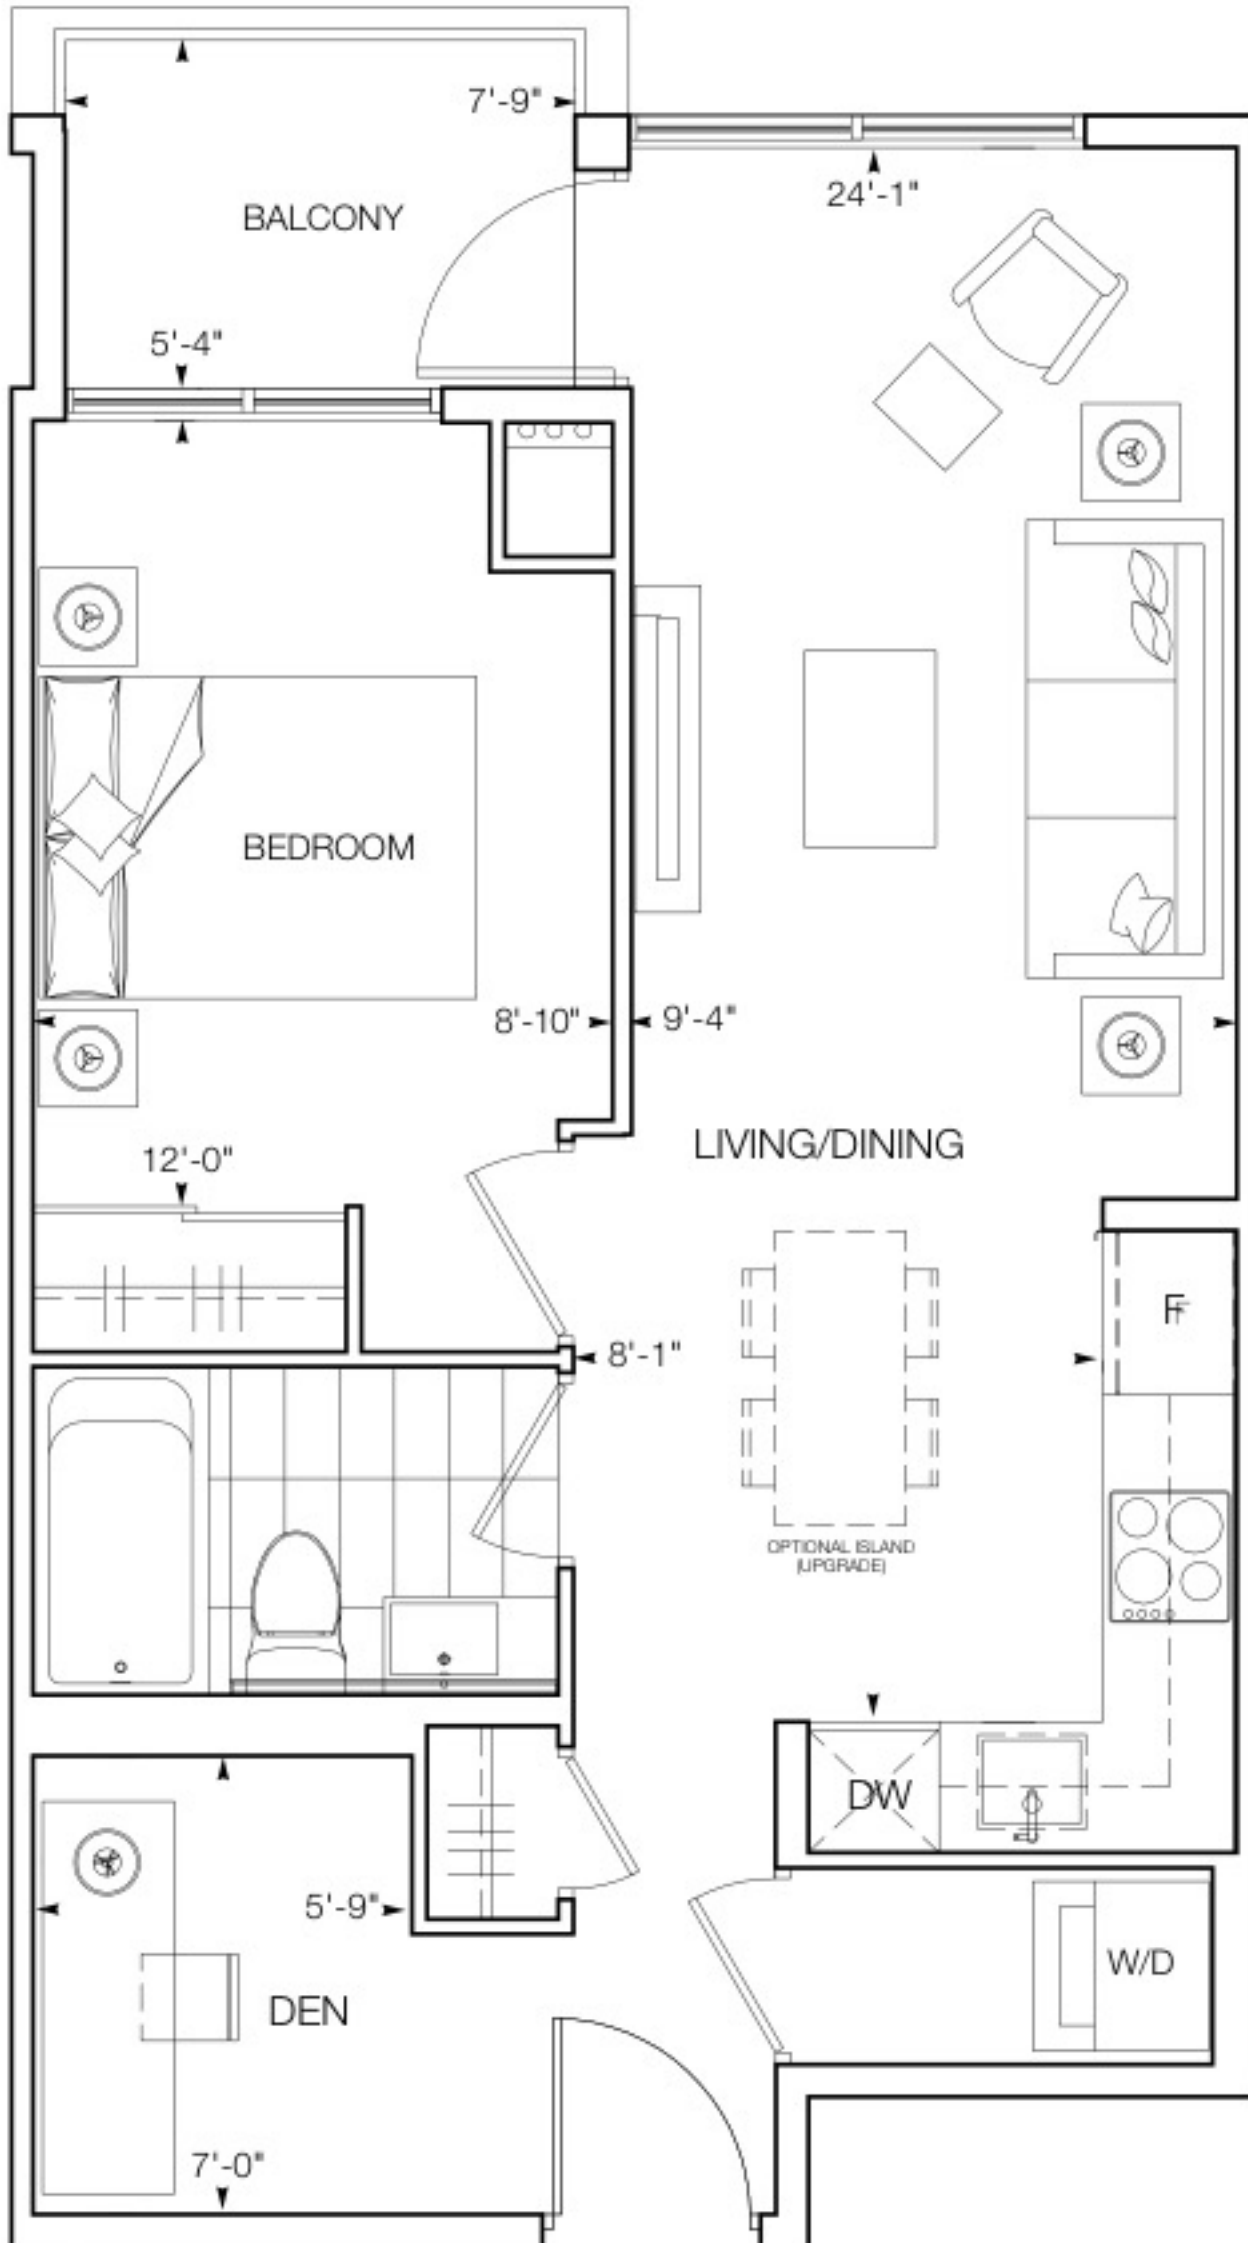 7'-9"
24'-1"
BALCONY
5'-4"
BEDROOM
8'-10"
9'-4"
LIVING/DINING
12'-0"
F
8'-1"
OPTIONAL ISLAND
(UPGRADE)
DW
5'-9"
W/D
DEN
7'-0"